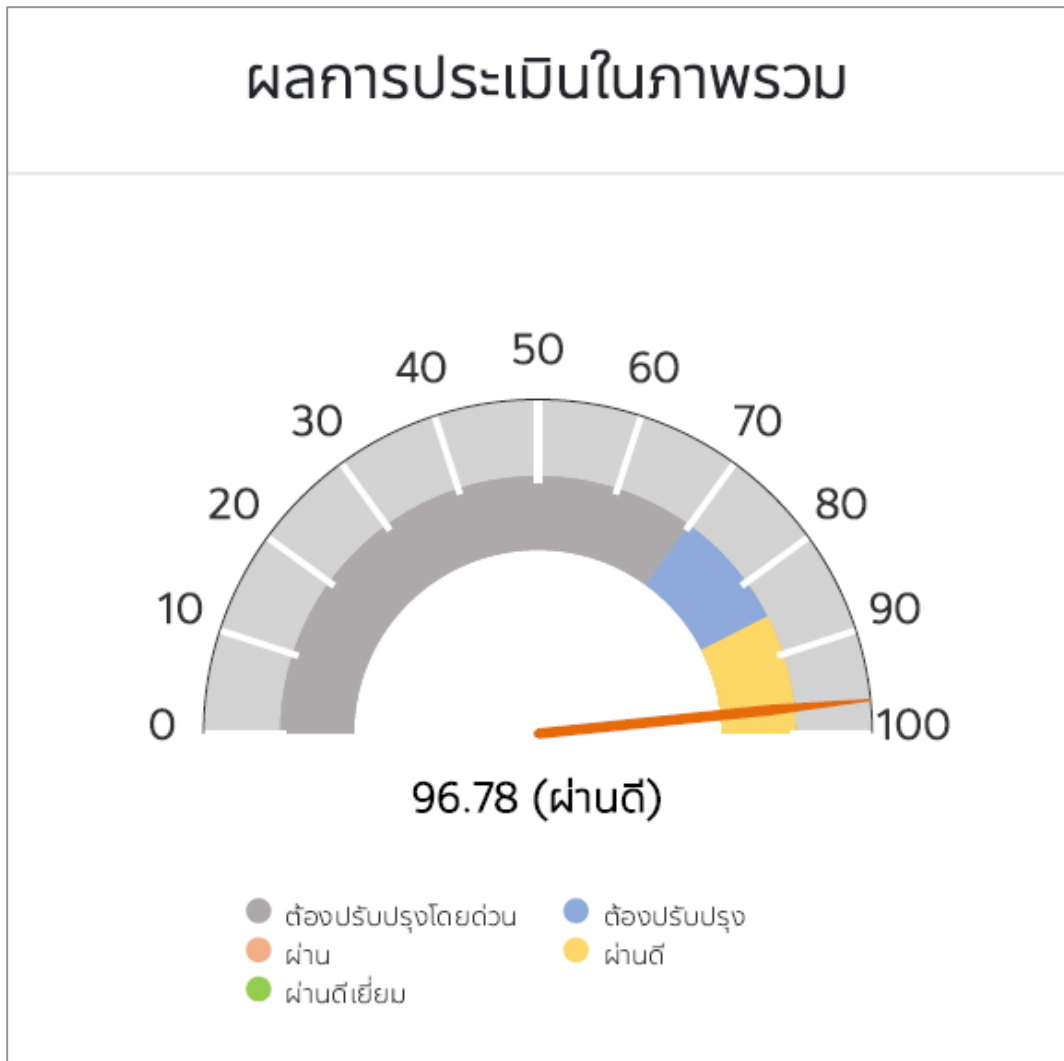 ผลการประเมินในภาพรวม
50
40
60
30
70
20
80
10
90
0
100
96.78 (ผ่านดี)
ต้องปรับปรุงโดยด่วน
ต้องปรับปรุง
ผ่าน
ผ่านดี
ผ่านดีเยี่ยม